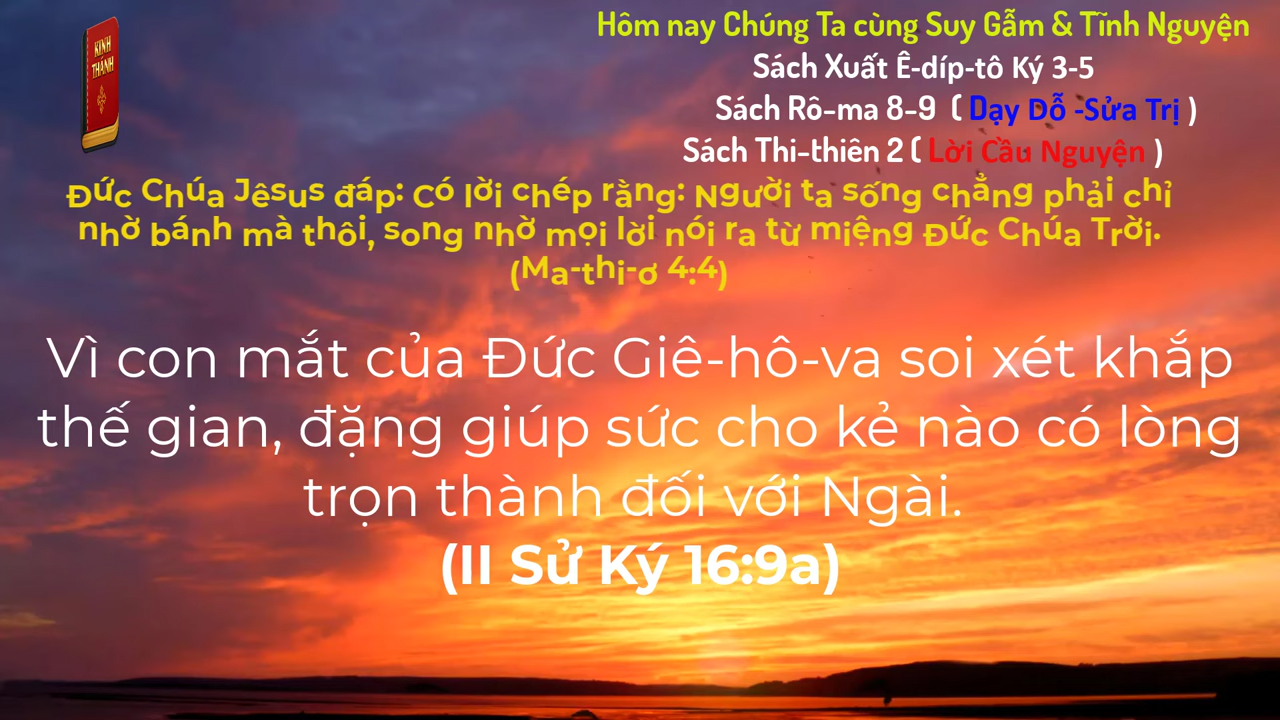 KINH
THÁNH
Hôm nay Chúng Ta cùng Suy Gẫm & Tĩnh Nguyện
Sách Xuất Ê-díp-tô Ký 3-5
Sách Rô-ma 8-9 ( Dạy Dỗ -Sửa Trị )
Sách Thi-thiên 2 ( Lời Cầu Nguyện )
Đức Chúa Jêsus đáp: Có lời chép rằng: Người ta sống chẳng phải chỉ
nhờ bánh mà thôi, song nhờ mọi lời nói ra từ miệng Đức Chúa Trời.
(Ma-thi-ơ 4:4)
Vì con mắt của Đức Giê-hô-va soi xét khắp
thế gian, đặng giúp sức cho kẻ nào có lòng
trọn thành đối với Ngài.
(II Sử Ký 16:9a)